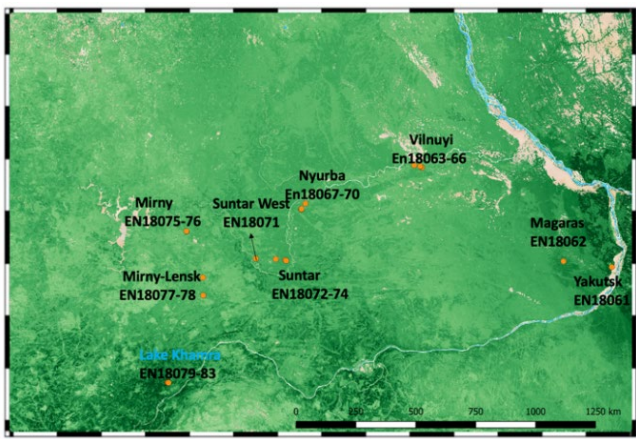 Vilnuyi
En18063-66
Nyurba
En18067-70
Mirny
EN18075-76
Suntar West
EN18071
Magaras
EN18062
Mirny-Lensk
EN18077-78
Suntar
EN18072-74
Yakutsk
EN18061
Lake Khamra
EN18079-83
0 250 500 750 1000 1250 km